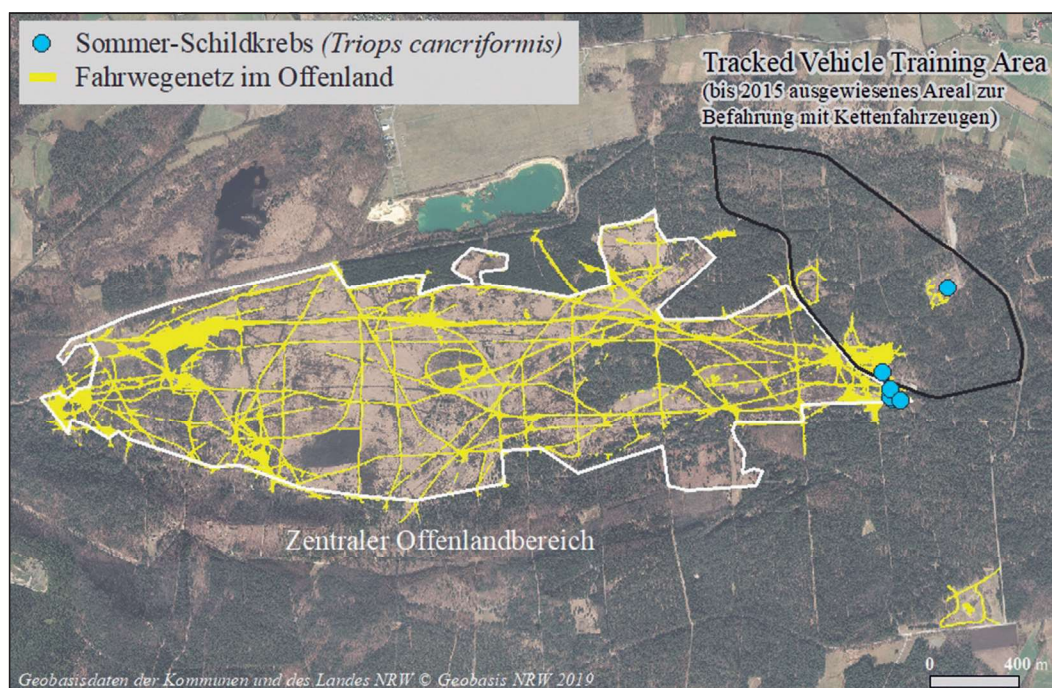 Sommer-Schildkrebs (Triops cancriformis)
Fahrwegenetz im Offenland
Tracked Vehicle Training Area
(bis 2015 ausgewiesenes Areal zur
Befahrung mit Kettenfahrzeugen)
Zentraler Offenlandbereich
0 400 m
Geobasisdaten der Kommunen und des Landes NRW © Geobasis NRW 2019